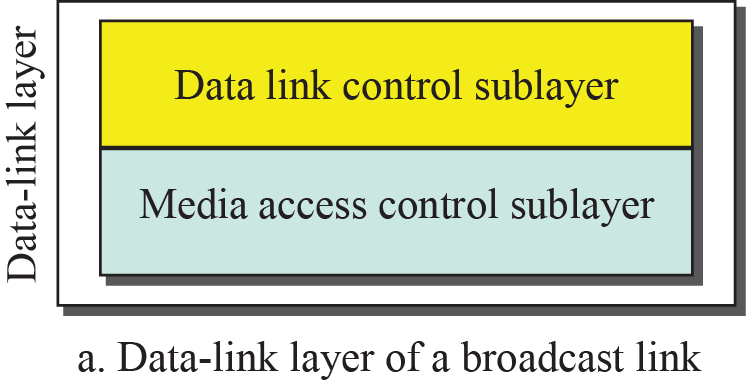 Data-link layer
Data link control sublayer
Media access control sublayer
a. Data-link layer of a broadcast link